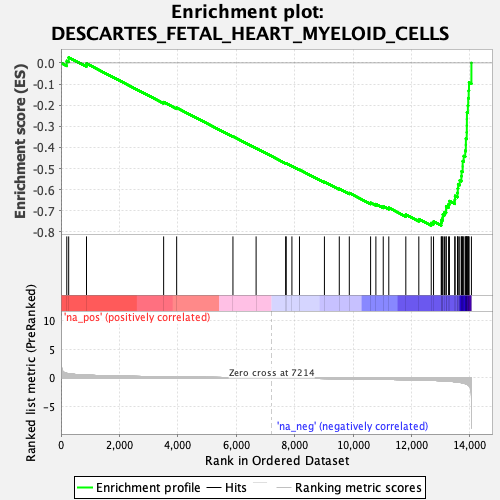 Enrichment plot:
DESCARTES_FETAL_HEART_MYELOID_CELLS
Enrichment score (ES)
0.0
-0.1
-0.2
-0.3
-0.4
-0.5
-0.6
-0.7
-0.8
'na_pos' (positively correlated)
Ranked list metric (PreRanked)
10
5
0
-5
Zero cross at 7214
'na_neg' (negatively correlated)
0
2,000
4,000
6,000
8,000
10,000
12,000
14,000
Rank in Ordered Dataset
Enrichment profile
Hits
Ranking metric scores